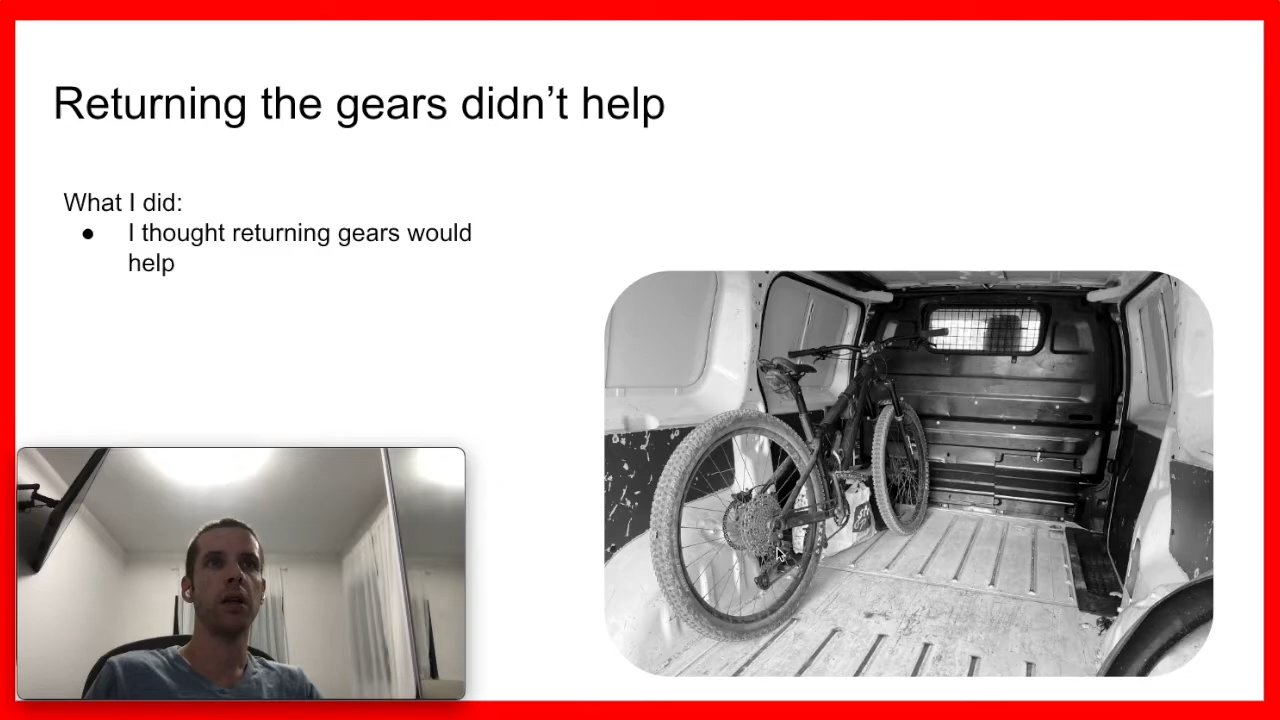 Returning the gears didn’t help
What I did:
● I thought returning gears would
help